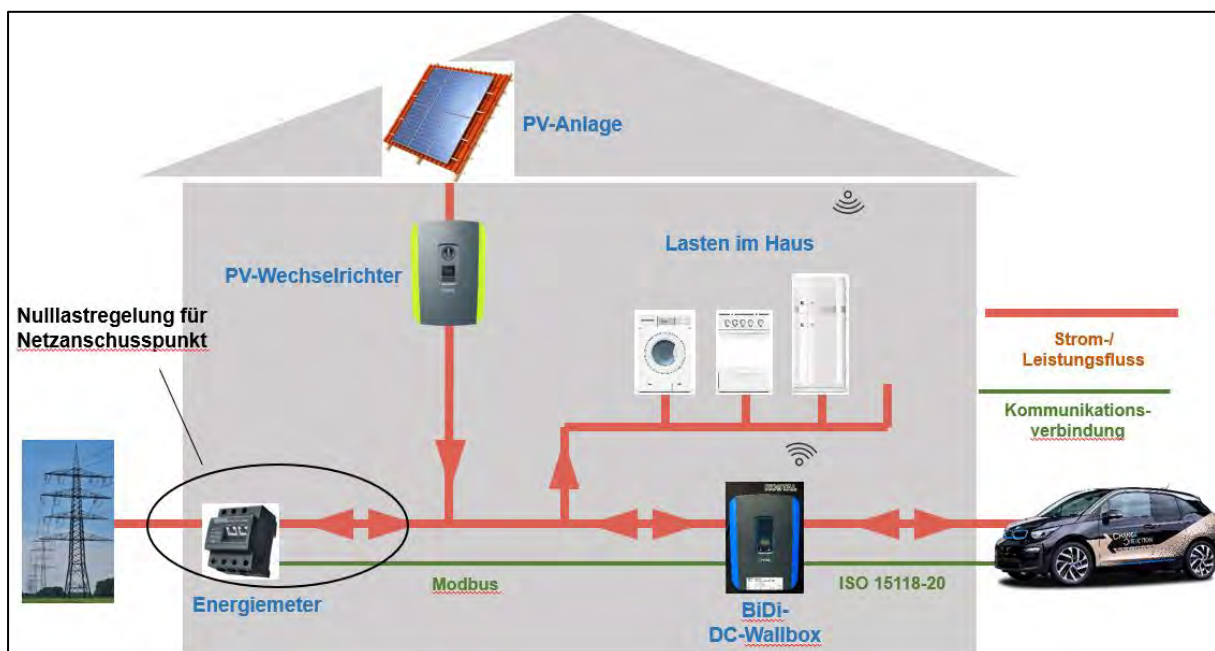 PV-Anlage
Lasten im Haus
PV-Wechselrichter
Nulllastregelung für
Netzanschusspunkt
Strom-/
Leistungsfluss
Kommunikations-
verbindung
KOSTAL
Modbus
ISO 15118-20
Energiemeter
BiDi-
DC-Wallbox